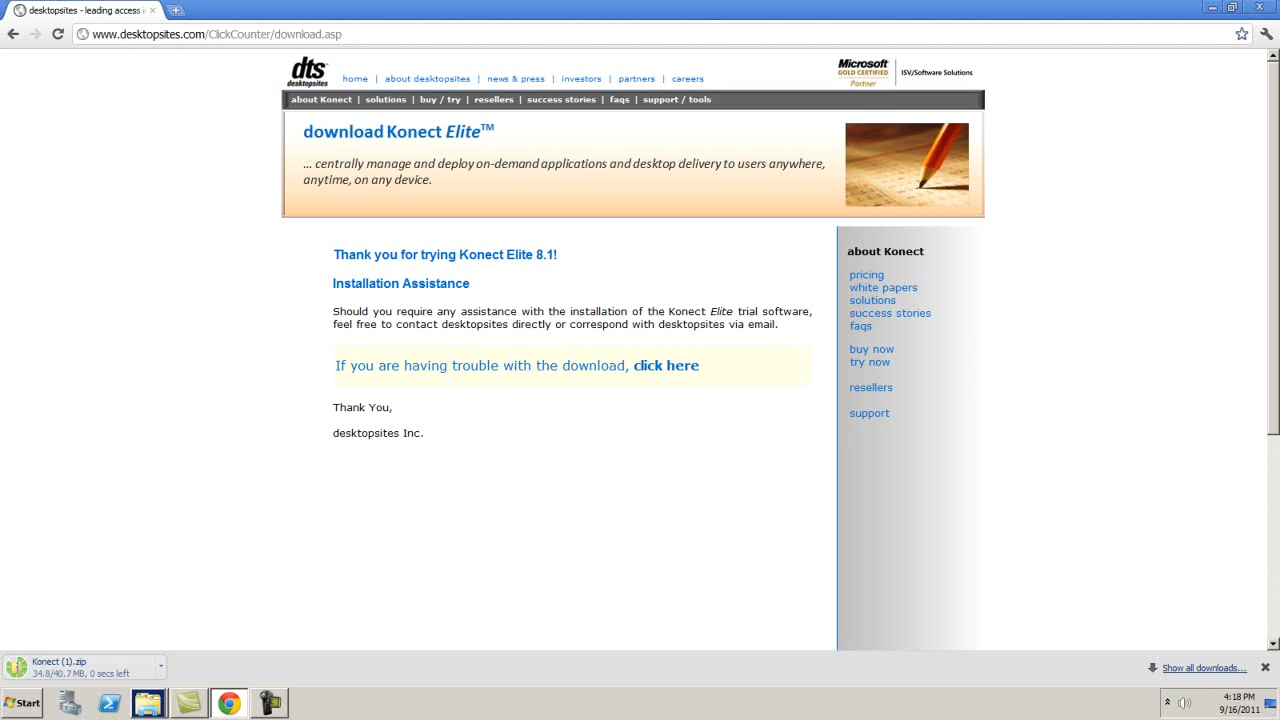 desktopsites - leading access i
www.desktopsites.com/ClickCounter/download.asp
dts
desktopsites
home | about desktopsites | news & press | investors | partners | careers
Microsoft
GOLD CERTIFIED
Partner
ISV/Software Solutions
about Konect | solutions | buy / try | resellers | success stories | faqs | support / tools
download Konect Elite™
... centrally manage and deploy on-demand applications and desktop delivery to users anywhere,
anytime, on any device.
Thank you for trying Konect Elite 8.1!
Installation Assistance
Should you require any assistance with the installation of the Konect Elite trial software,
feel free to contact desktopsites directly or correspond with desktopsites via email.
If you are having trouble with the download, click here
Thank You,
desktopsites Inc.
about Konect
pricing
white papers
solutions
success stories
faqs
buy now
try now
resellers
support
Konect (1).zip
34.8/40.7 MB, 0 secs left
Show all downloads...
Start
4:18 PM
9/16/2011